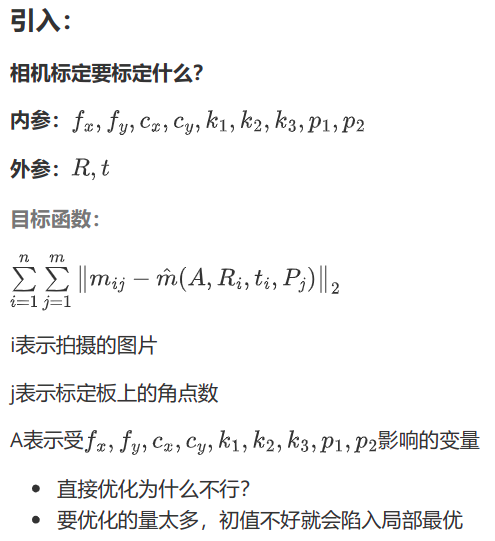 引入：
相机标定要标定什么？
内参：$f_x, f_y, c_x, c_y, k_1, k_2, k_3, p_1, p_2$
外参：$R, t$
目标函数：
$\sum_{i=1}^{n} \sum_{j=1}^{m} \left\| m_{ij} - \hat{m}(A, R_i, t_i, P_j) \right\|_2$
i表示拍摄的图片
j表示标定板上的角点数
A表示受$f_x, f_y, c_x, c_y, k_1, k_2, k_3, p_1, p_2$影响的变量
• 直接优化为什么不行？
• 要优化的量太多，初值不好就会陷入局部最优